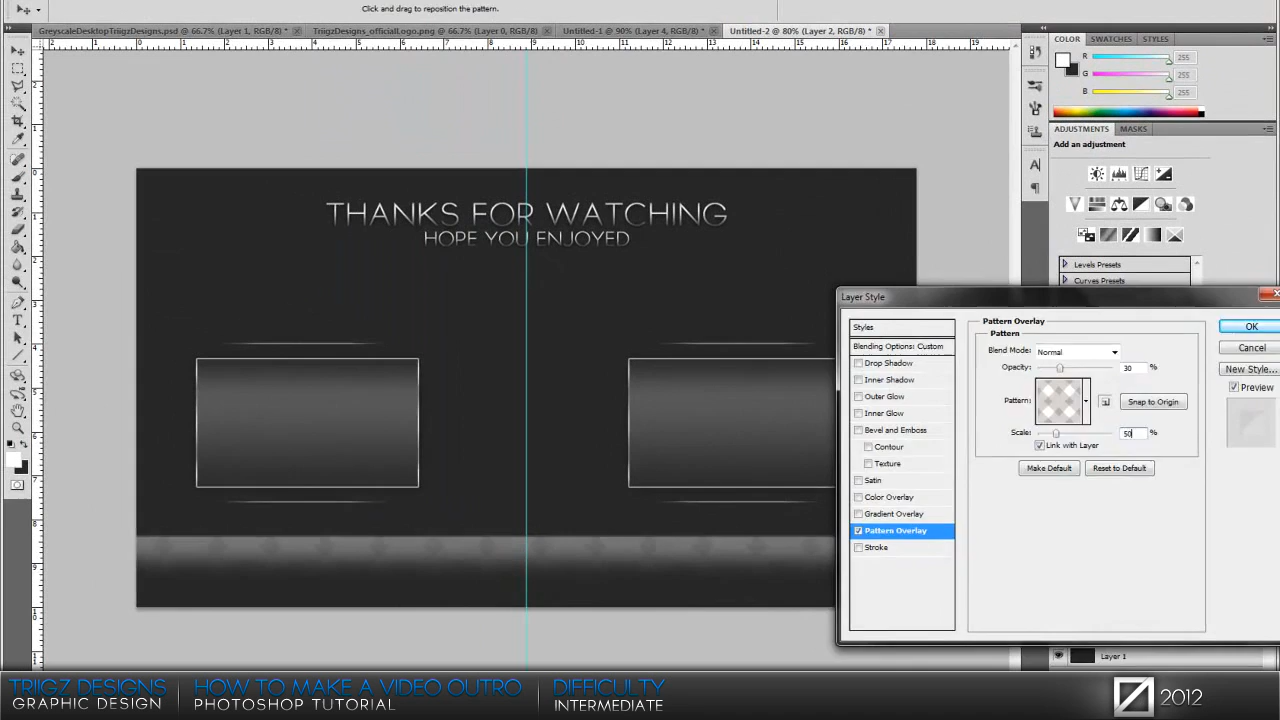 Click and drag to reposition the pattern.
GreyscaleDesktopTriigzDesigns.psd @ 66.7% (Layer 1, RGB/8) *
TriigzDesigns_officialLogo.png @ 66.7% (Layer 0, RGB/8)
Untitled-1 @ 90% (Layer 4, RGB/8) *
Untitled-2 @ 80% (Layer 2, RGB/8) *
COLOR SWATCHES STYLES
R 255
G 255
B 255
ADJUSTMENTS MASKS
Add an adjustment
Levels Presets
Curves Presets
THANKS FOR WATCHING
HOPE YOU ENJOYED
Layer Style
Styles
Blending Options: Custom
Drop Shadow
Inner Shadow
Outer Glow
Inner Glow
Bevel and Emboss
Contour
Texture
Satin
Color Overlay
Gradient Overlay
Pattern Overlay
Stroke
Pattern Overlay
Pattern
Blend Mode: Normal
Opacity: 30 %
Pattern: Snap to Origin
Scale: 50 %
Link with Layer
Make Default Reset to Default
OK
Cancel
New Style...
Preview
Layer 1
TRIIGZ DESIGNS
GRAPHIC DESIGN
HOW TO MAKE A VIDEO OUTRO
PHOTOSHOP TUTORIAL
DIFFICULTY
INTERMEDIATE
2012